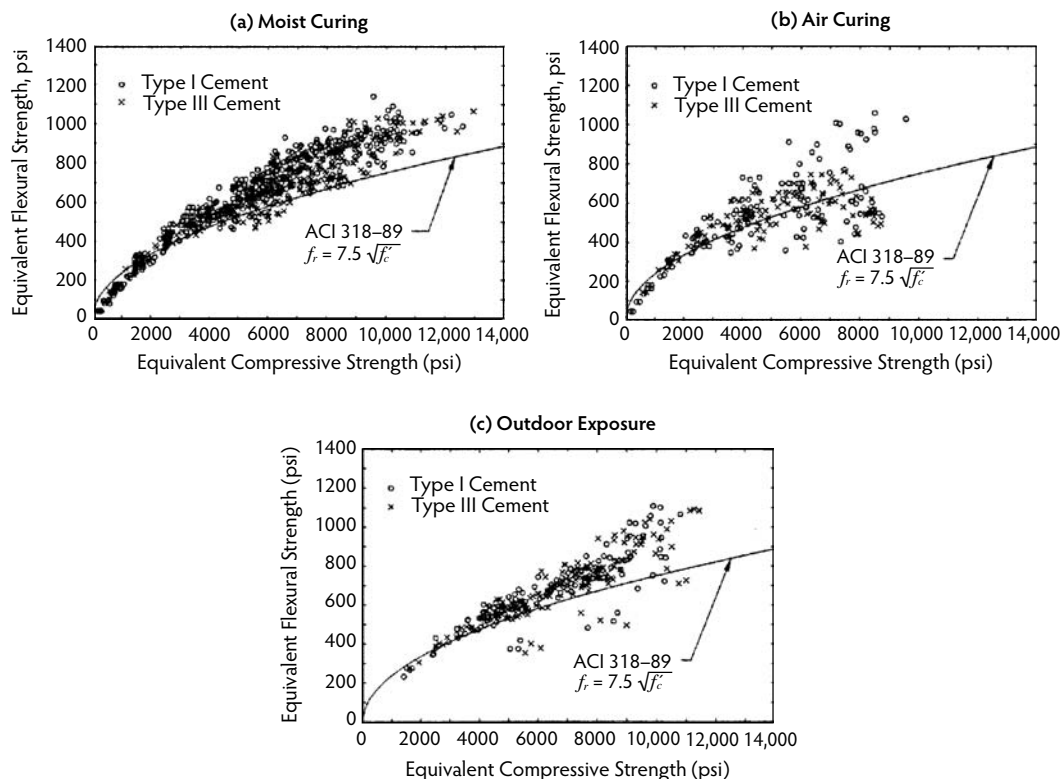 (a) Moist Curing
Equivalent Flexural Strength, psi
1400
1200
1000
800
600
400
200
0
Type I Cement
Type III Cement
ACI 318–89
f_r = 7.5 √f′_c
0 2000 4000 6000 8000 10,000 12,000 14,000
Equivalent Compressive Strength (psi)
(b) Air Curing
Equivalent Flexural Strength, psi
1400
1200
1000
800
600
400
200
0
Type I Cement
Type III Cement
ACI 318–89
f_r = 7.5 √f′_c
0 2000 4000 6000 8000 10,000 12,000 14,000
Equivalent Compressive Strength (psi)
(c) Outdoor Exposure
Equivalent Flexural Strength (psi)
1400
1200
1000
800
600
400
200
0
Type I Cement
Type III Cement
ACI 318–89
f_r = 7.5 √f′_c
0 2000 4000 6000 8000 10,000 12,000 14,000
Equivalent Compressive Strength (psi)